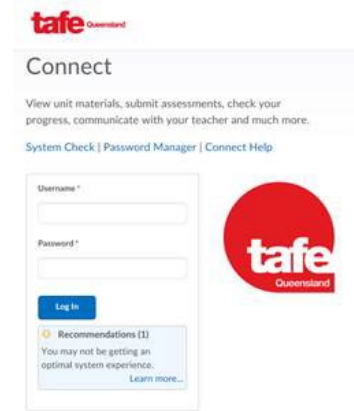 tafe Queensland
Connect
View unit materials, submit assessments, check your
progress, communicate with your teacher and much more.
System Check | Password Manager | Connect Help
Username *
Password *
Log In
Recommendations (1)
You may not be getting an
optimal system experience.
Learn more...
tafe
Queensland